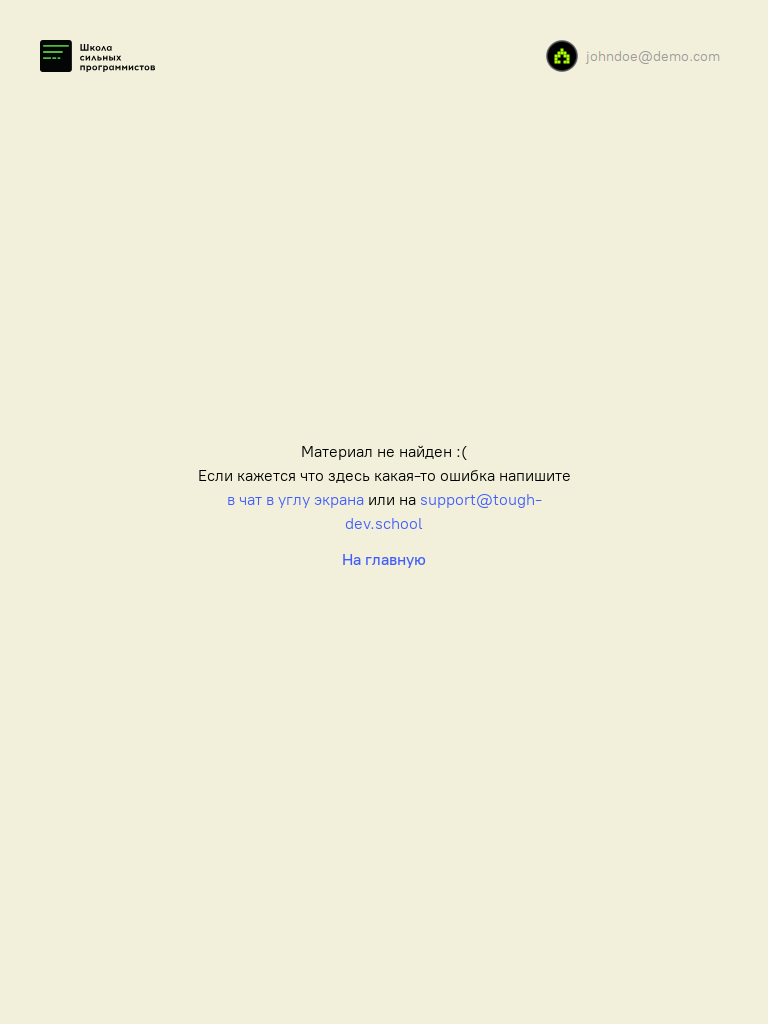 Школа
сильных
программистов
johndoe@demo.com
Материал не найден :(
Если кажется что здесь какая-то ошибка напишите
в чат в углу экрана или на support@tough-
dev.school
На главную